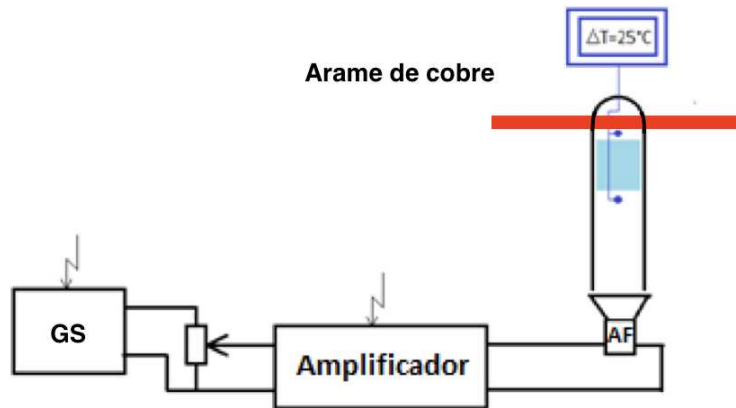 ΔT=25°C
Arame de cobre
GS
Amplificador
AF